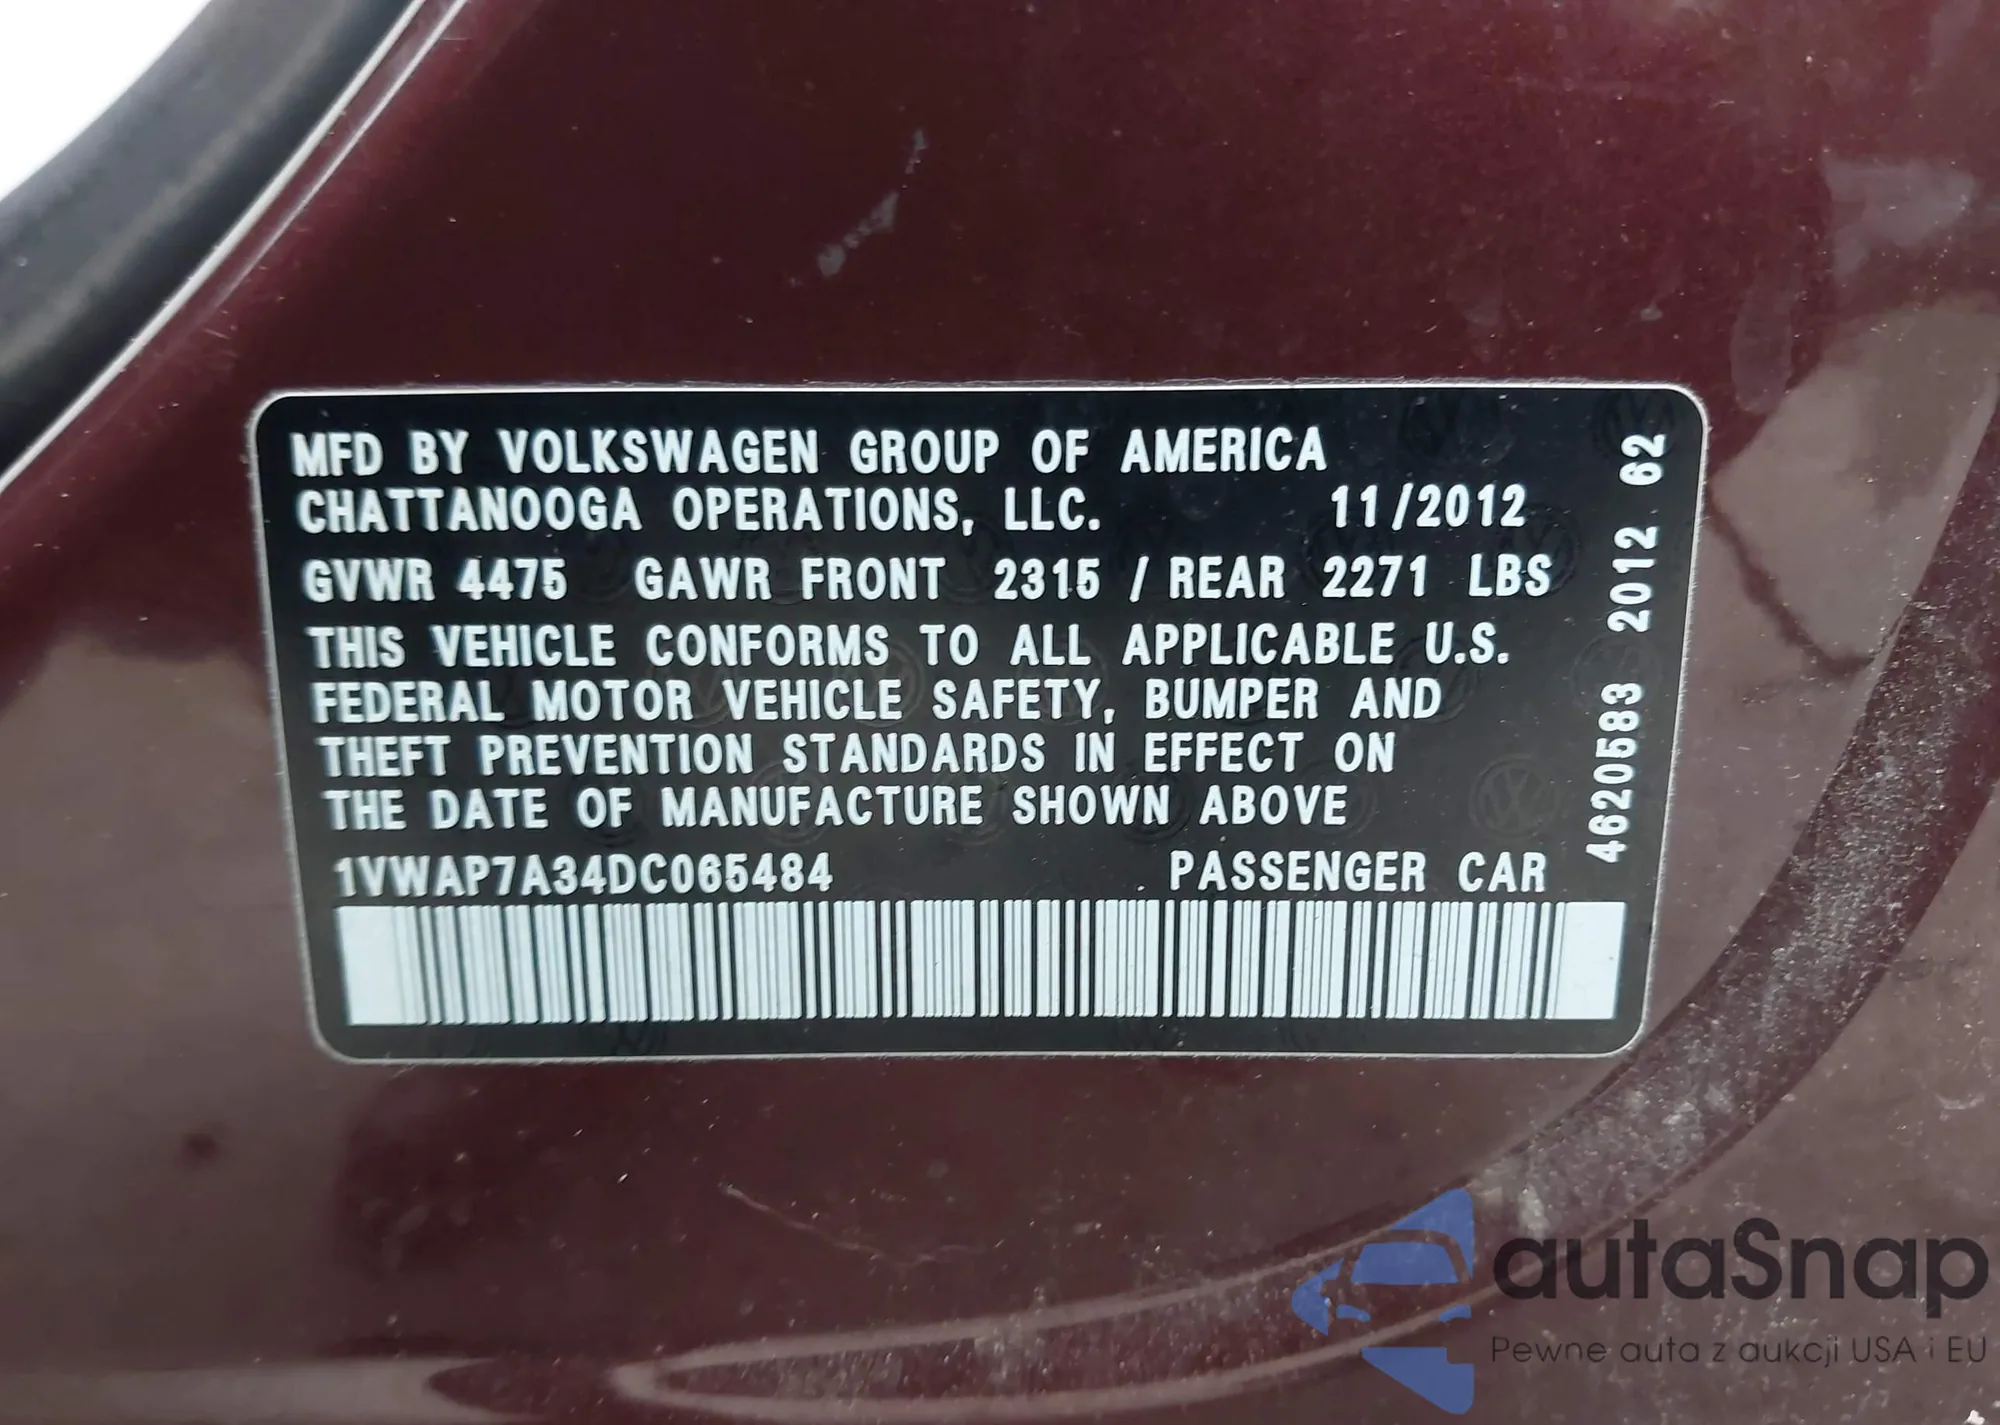 MFD BY VOLKSWAGEN GROUP OF AMERICA
CHATTANOOGA OPERATIONS, LLC. 11/2012
GVWR 4475 GAWR FRONT 2315 / REAR 2271 LBS
THIS VEHICLE CONFORMS TO ALL APPLICABLE U.S.
FEDERAL MOTOR VEHICLE SAFETY, BUMPER AND
THEFT PREVENTION STANDARDS IN EFFECT ON
THE DATE OF MANUFACTURE SHOWN ABOVE
1VWAP7A34DC065484 PASSENGER CAR
4620583 2012 62
autaSnap
Pewne auta z aukcji USA i EU